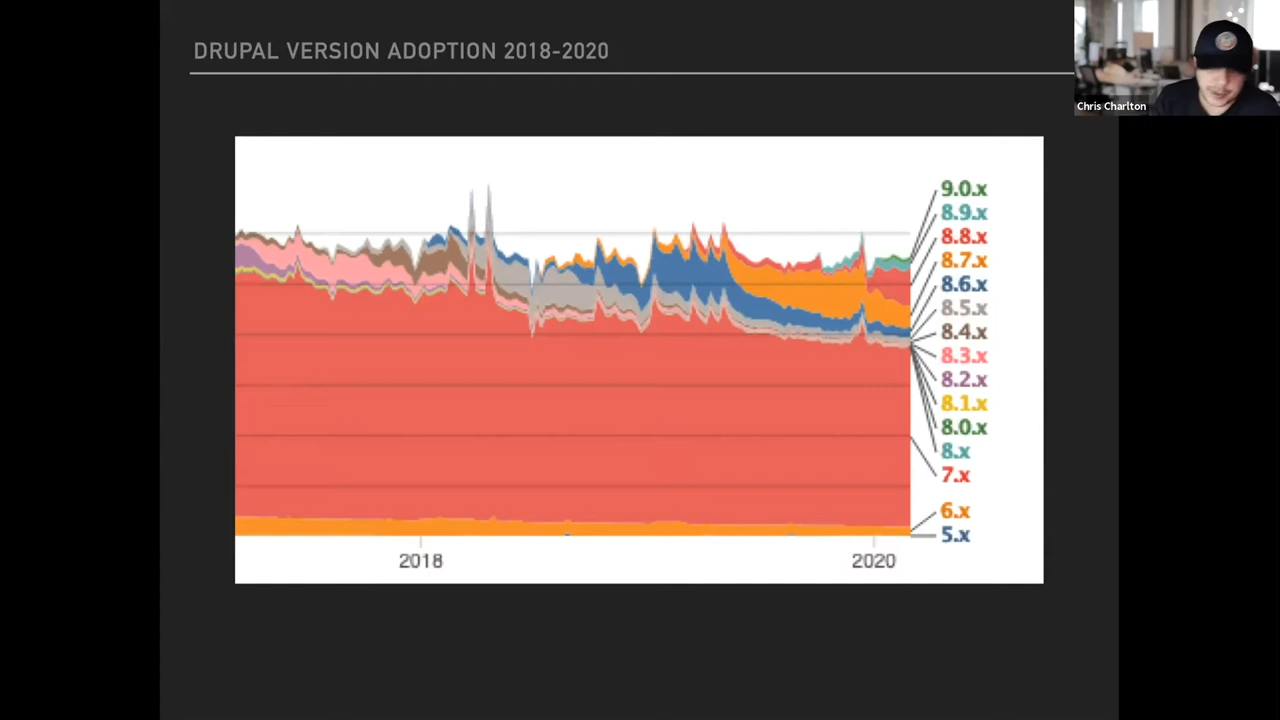 DRUPAL VERSION ADOPTION 2018-2020
Chris Charlton
9.0.x
8.9.x
8.8.x
8.7.x
8.6.x
8.5.x
8.4.x
8.3.x
8.2.x
8.1.x
8.0.x
8.x
7.x
6.x
5.x
2018
2020